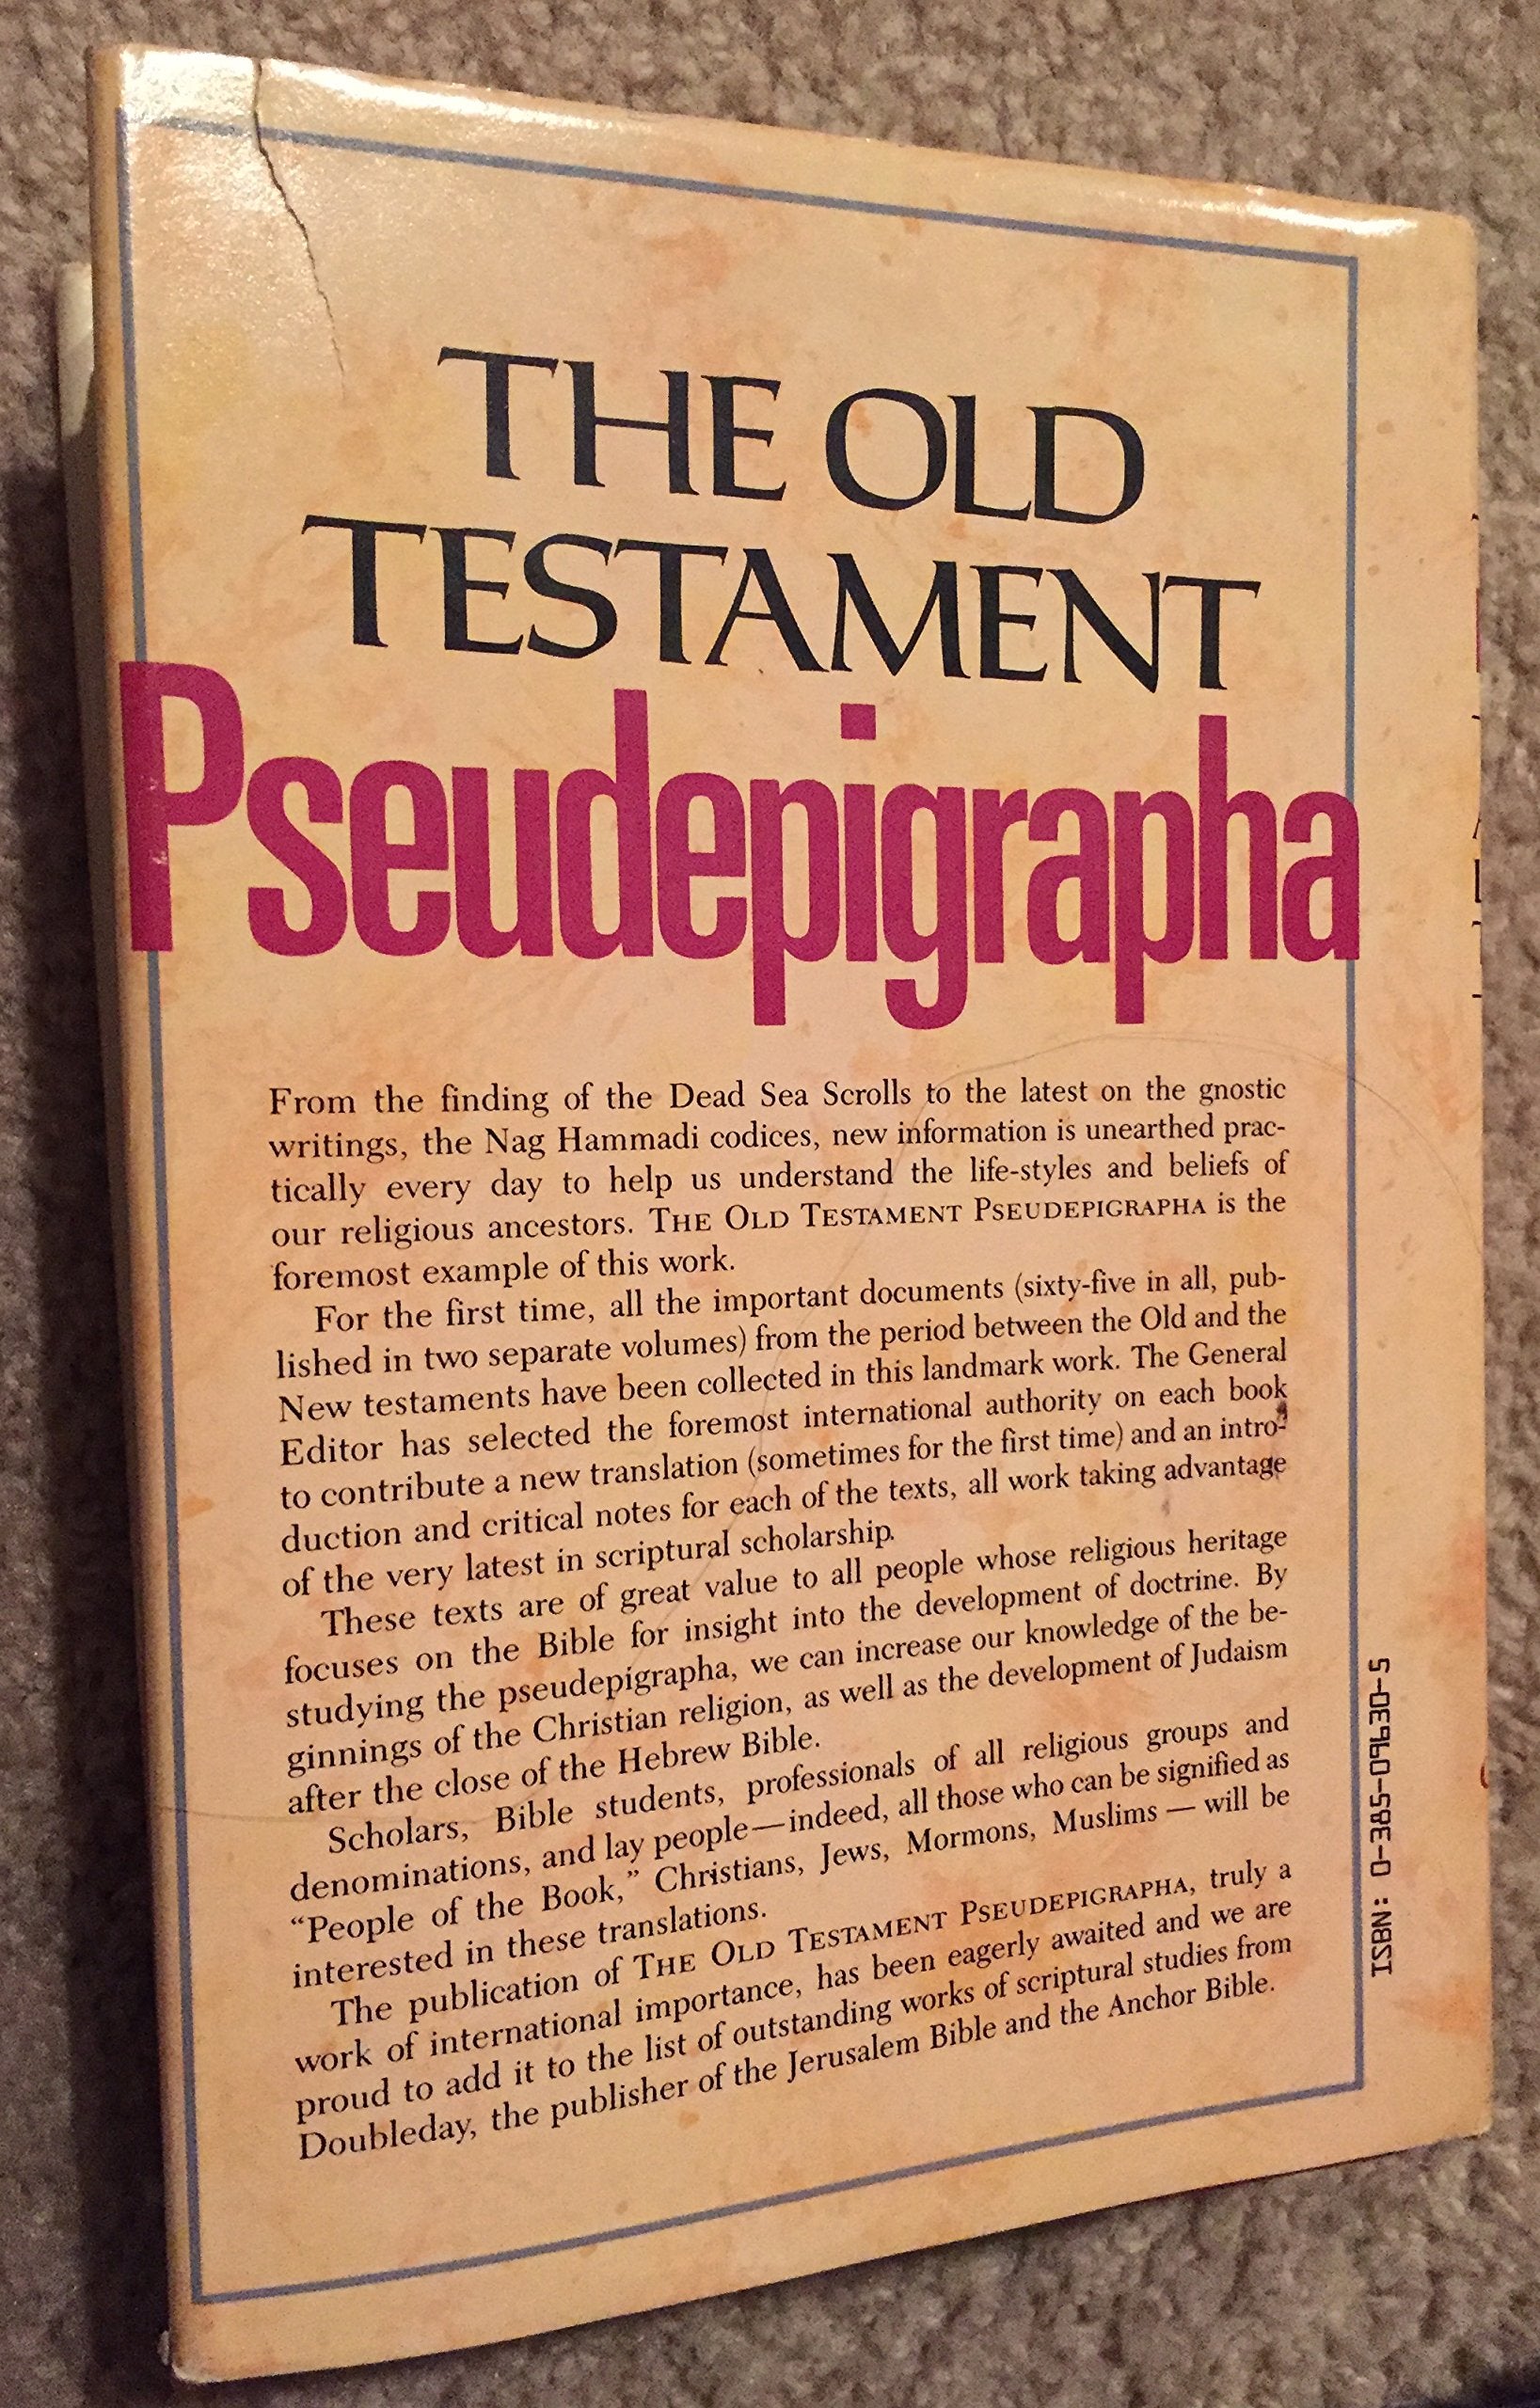 THE OLD
TESTAMENT
Pseudepigrapha
From the finding of the Dead Sea Scrolls to the latest on the gnostic
writings, the Nag Hammadi codices, new information is unearthed prac-
tically every day to help us understand the life-styles and beliefs of
our religious ancestors. THE OLD TESTAMENT PSEUDEPIGRAPHA is the
foremost example of this work.
For the first time, all the important documents (sixty-five in all, pub-
lished in two separate volumes) from the period between the Old and the
New testaments have been collected in this landmark work. The General
Editor has selected the foremost international authority on each book
to contribute a new translation (sometimes for the first time) and an intro-
duction and critical notes for each of the texts, all work taking advantage
of the very latest in scriptural scholarship.
These texts are of great value to all people whose religious heritage
focuses on the Bible for insight into the development of doctrine. By
studying the pseudepigrapha, we can increase our knowledge of the be-
ginnings of the Christian religion, as well as the development of Judaism
after the close of the Hebrew Bible.
Scholars, Bible students, professionals of all religious groups and
denominations, and lay people—indeed, all those who can be signified as
“People of the Book,” Christians, Jews, Mormons, Muslims — will be
interested in these translations.
The publication of THE OLD TESTAMENT PSEUDEPIGRAPHA, truly a
work of international importance, has been eagerly awaited and we are
proud to add it to the list of outstanding works of scriptural studies from
Doubleday, the publisher of the Jerusalem Bible and the Anchor Bible.
ISBN: 0-385-09630-5